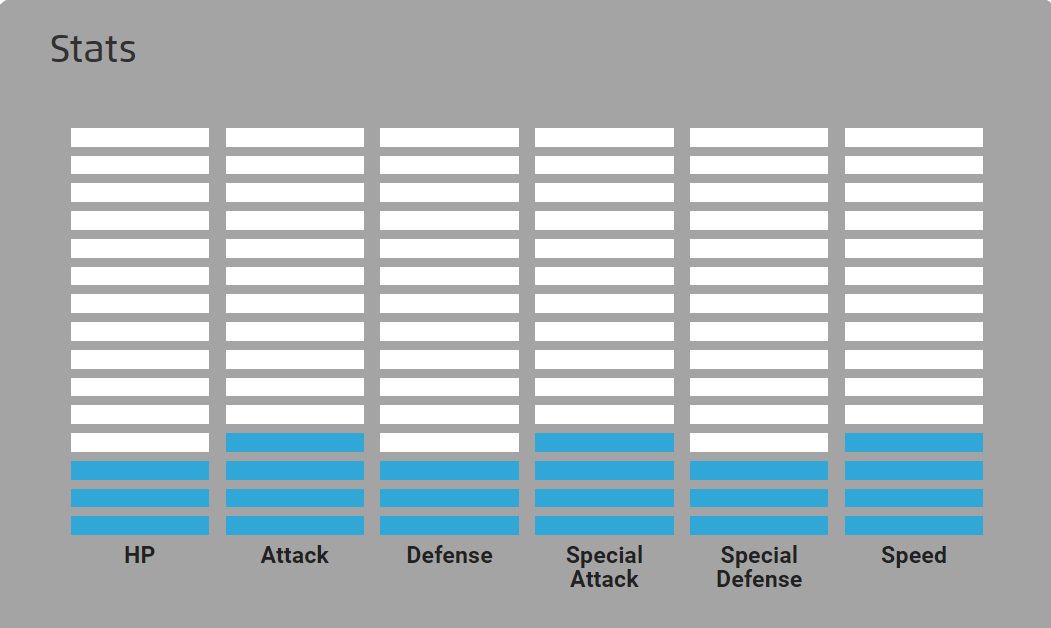 Stats
HP
Attack
Defense
Special
Attack
Special
Defense
Speed